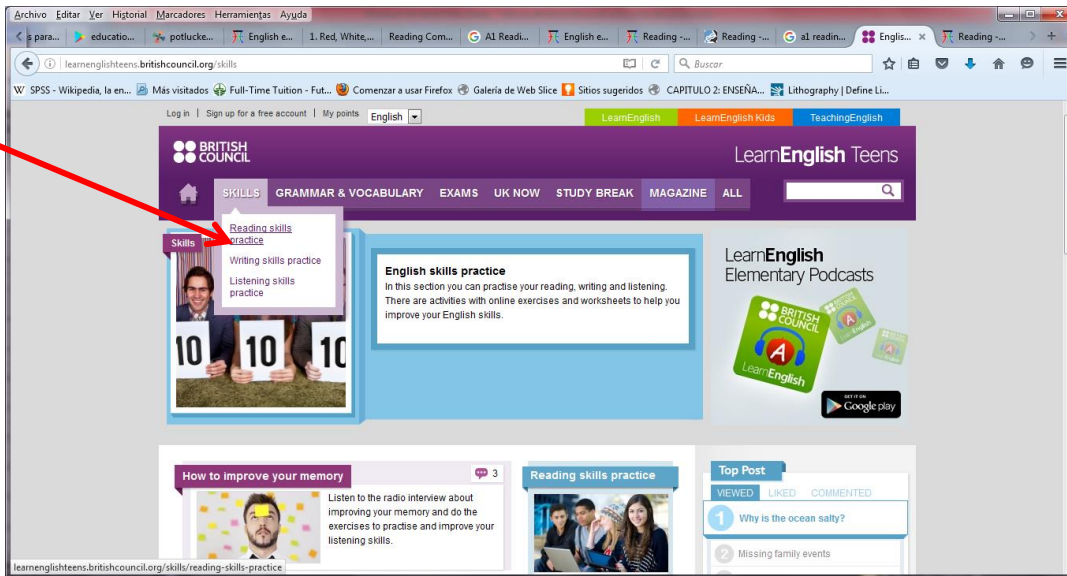 Archivo Editar Ver Historial Marcadores Herramientas Ayuda
s para... educatio... potlucke... English e... 1. Red, White,... Reading Com... A1 Readi... English e... Reading -... Reading -... a1 readin... Englis... Reading -...
learnenglishteens.britishcouncil.org/skills Buscar
SPSS - Wikipedia, la en... Más visitados Full-Time Tuition - Fut... Comenzar a usar Firefox Galería de Web Slice Sitios sugeridos CAPITULO 2: ENSEÑA... Lithography | Define Li...
Log in | Sign up for a free account | My points English LearnEnglish LearnEnglish Kids TeachingEnglish
BRITISH
COUNCIL
LearnEnglish Teens
SKILLS GRAMMAR & VOCABULARY EXAMS UK NOW STUDY BREAK MAGAZINE ALL
Reading skills
practice
Writing skills practice
Listening skills
practice
Skills
10 10 10
English skills practice
In this section you can practise your reading, writing and listening.
There are activities with online exercises and worksheets to help you
improve your English skills.
LearnEnglish
Elementary Podcasts
BRITISH
COUNCIL
A
LearnEnglish
GET IT ON
Google play
How to improve your memory
3
Listen to the radio interview about
improving your memory and do the
exercises to practise and improve your
listening skills.
Reading skills practice
Top Post
VIEWED LIKED COMMENTED
1 Why is the ocean salty?
2 Missing family events
learnenglishteens.britishcouncil.org/skills/reading-skills-practice